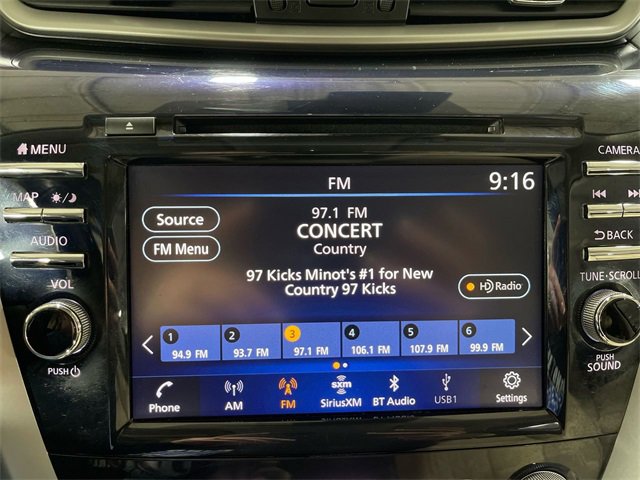 MENU
CAMERA
MAP
AUDIO
VOL
PUSH
BACK
TUNE·SCROLL
PUSH
SOUND
FM
9:16
Source
FM Menu
97.1 FM
CONCERT
Country
97 Kicks Minot's #1 for New
Country 97 Kicks
HD Radio
1 2 3 4 5 6
94.9 FM 93.7 FM 97.1 FM 106.1 FM 107.9 FM 99.9 FM
Phone AM FM SiriusXM BT Audio USB1 Settings
sxm